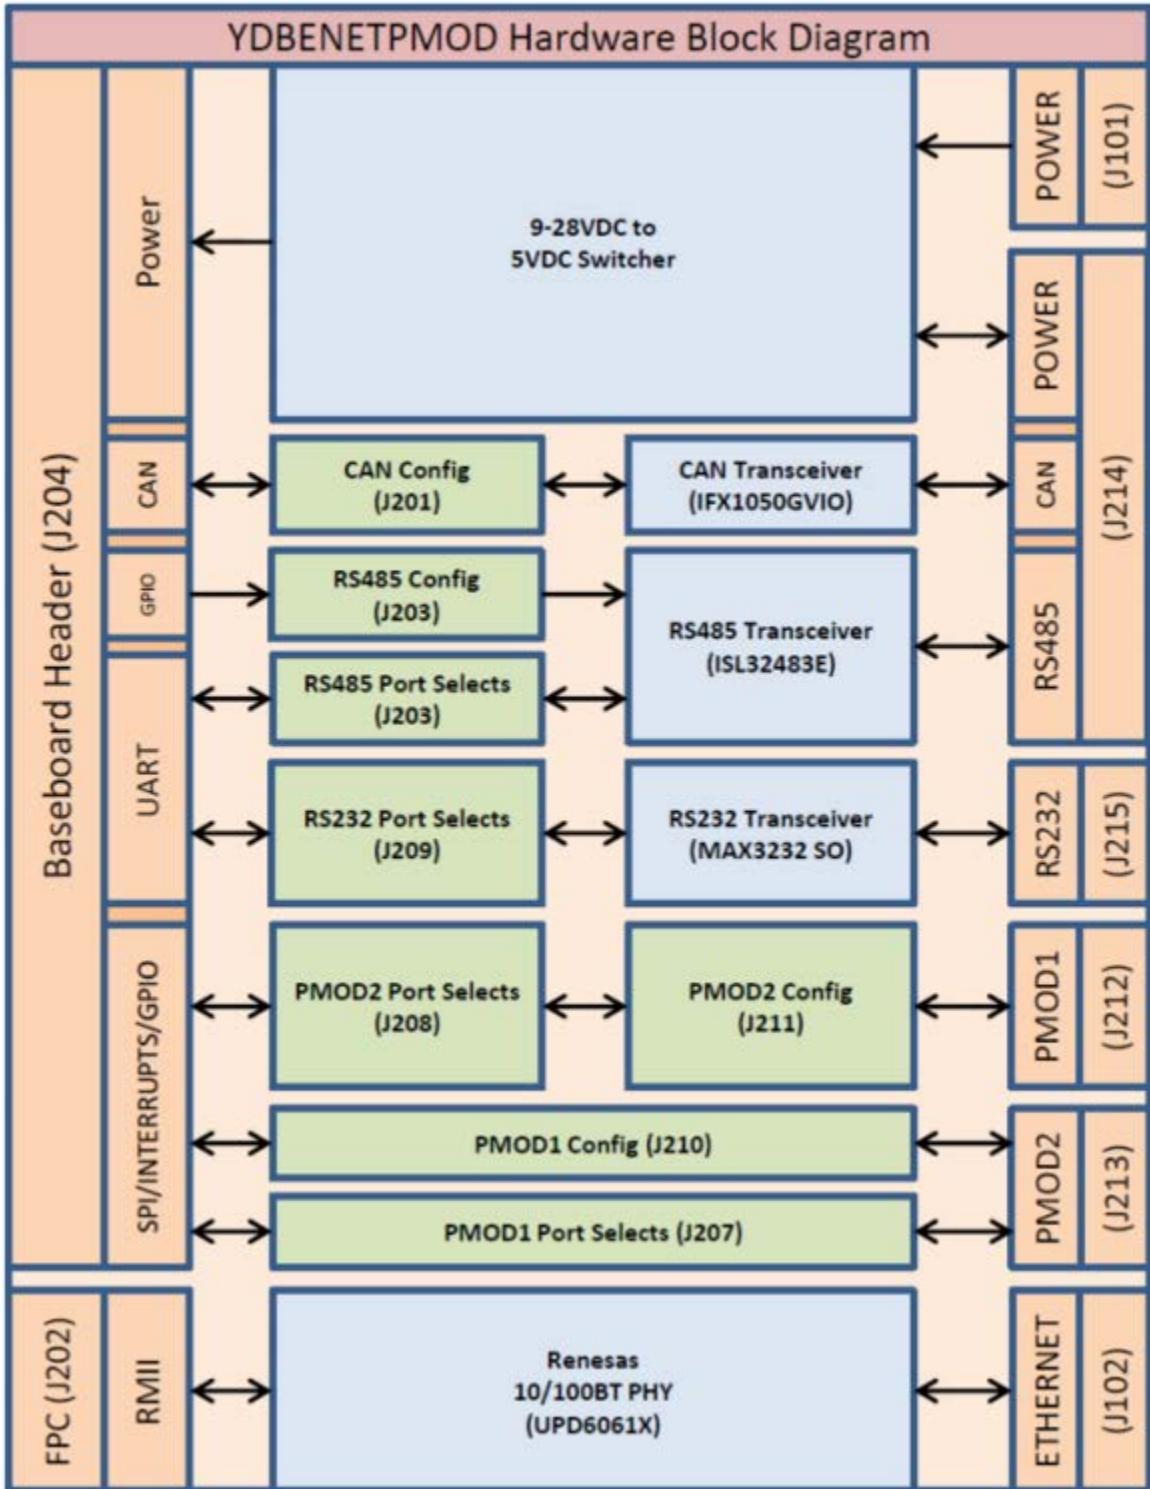 YDBENETPMOD Hardware Block Diagram
Baseboard Header (J204)
Power
9-28VDC to
5VDC Switcher
POWER
(J101)
POWER
(J214)
CAN
CAN Config
(J201)
CAN Transceiver
(IFX1050GVIO)
CAN
GPIO
RS485 Config
(J203)
RS485 Transceiver
(ISL32483E)
RS485
UART
RS485 Port Selects
(J203)
RS232 Port Selects
(J209)
RS232 Transceiver
(MAX3232 SO)
RS232
(J215)
SPI/INTERRUPTS/GPIO
PMOD2 Port Selects
(J208)
PMOD2 Config
(J211)
PMOD1
(J212)
PMOD1 Config (J210)
PMOD2
(J213)
PMOD1 Port Selects (J207)
FPC (J202)
RMII
Renesas
10/100BT PHY
(UPD6061X)
ETHERNET
(J102)